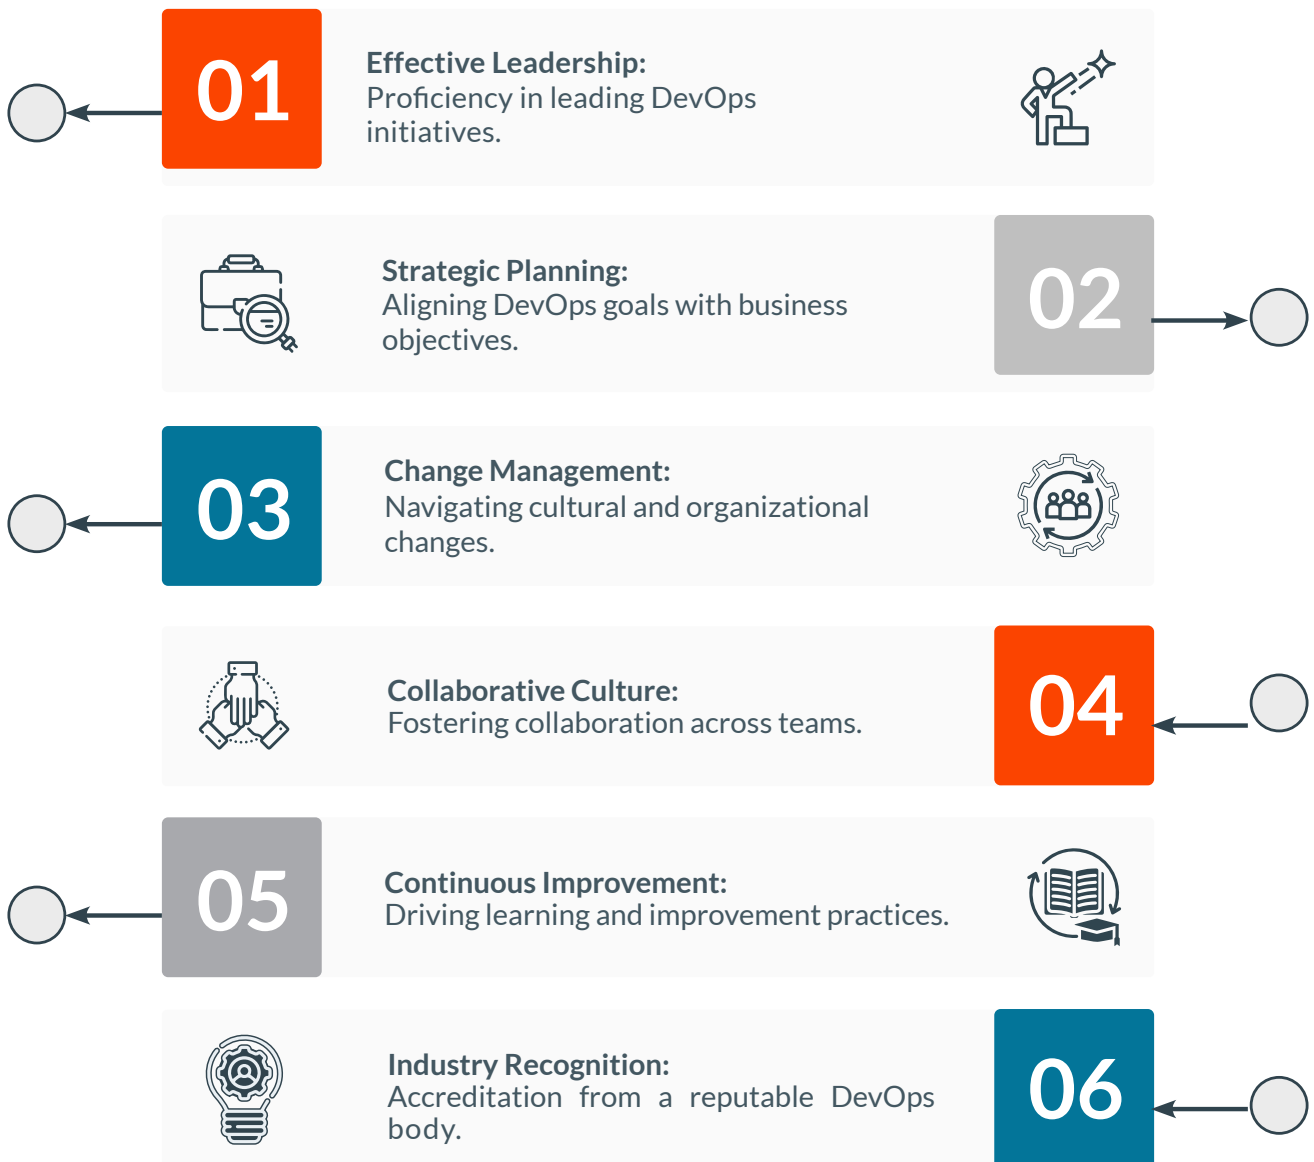 01
Effective Leadership:
Proficiency in leading DevOps
initiatives.
Strategic Planning:
Aligning DevOps goals with business
objectives.
02
03
Change Management:
Navigating cultural and organizational
changes.
Collaborative Culture:
Fostering collaboration across teams.
04
05
Continuous Improvement:
Driving learning and improvement practices.
Industry Recognition:
Accreditation from a reputable DevOps
body.
06